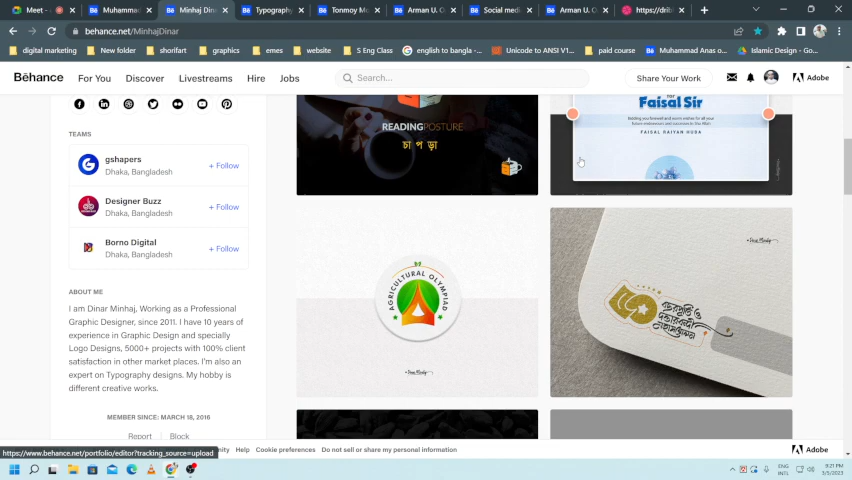 Meet -
Muhammad
Minhaj Dinar
Typography
Tonmoy Mo
Arman U. O
Social medi
Arman U. O
https://drib
behance.net/MinhajDinar
digital marketing
New folder
shorifart
graphics
emes
website
S Eng Class
english to bangla -...
Unicode to ANSI V1...
paid course
Muhammad Anas o...
Islamic Design - Go...
Bēhance
For You
Discover
Livestreams
Hire
Jobs
Search...
Share Your Work
Adobe
TEAMS
gshapers
Dhaka, Bangladesh
+ Follow
Designer Buzz
Dhaka, Bangladesh
+ Follow
Borno Digital
Dhaka, Bangladesh
+ Follow
ABOUT ME
I am Dinar Minhaj, Working as a Professional
Graphic Designer, since 2011. I have 10 years of
experience in Graphic Design and specially
Logo Designs, 5000+ projects with 100% client
satisfaction in other market places. I'm also an
expert on Typography designs. My hobby is
different creative works.
MEMBER SINCE: MARCH 18, 2016
Report
Block
READINGPOSTURE
চা প ড়া
for
Faisal Sir
FAISAL RAIYAN HUDA
AGRICULTURAL OLYMPIAD
https://www.behance.net/portfolio/editor?tracking_source=upload
Help
Cookie preferences
Do not sell or share my personal information
Adobe
ENG
INTL
8:21 PM
3/5/2023